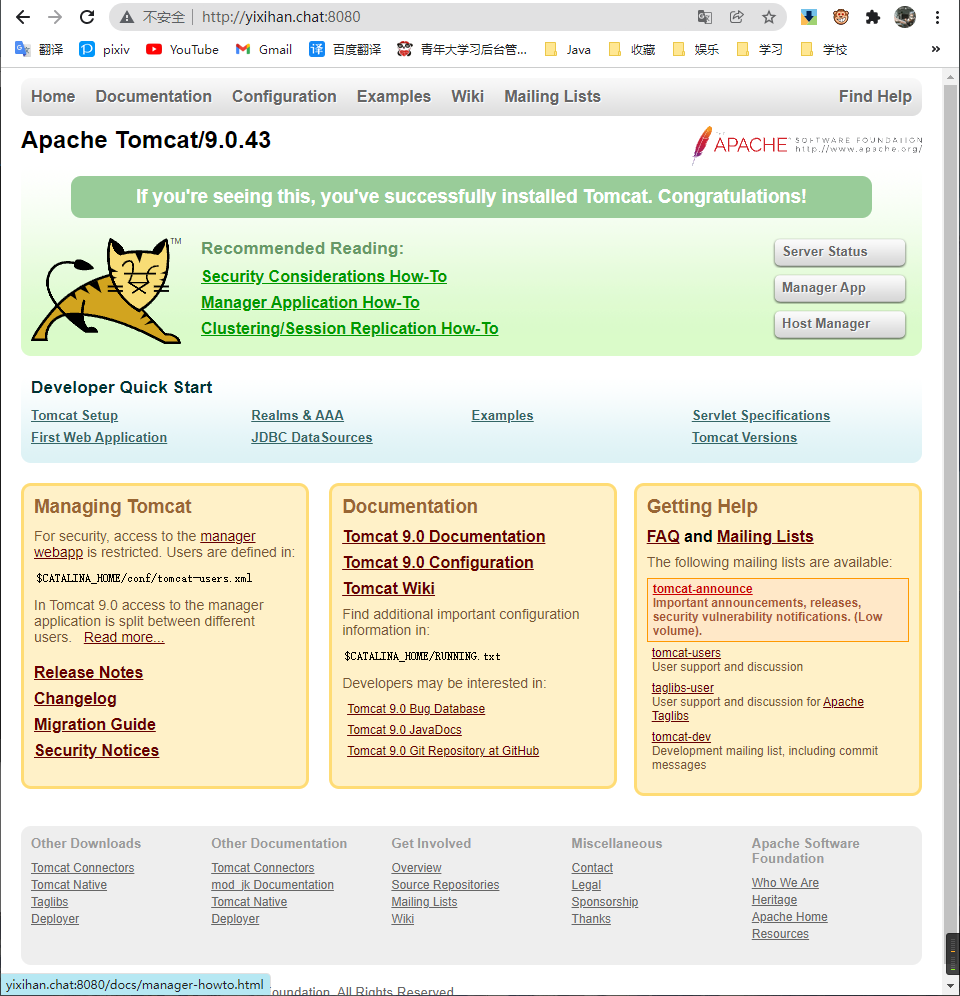 不安全 http://yixihan.chat:8080
翻译 pixiv YouTube Gmail 译 百度翻译 青年大学习后台管... Java 收藏 娱乐 学习 学校 »
Home Documentation Configuration Examples Wiki Mailing Lists Find Help
Apache Tomcat/9.0.43
APACHE SOFTWARE FOUNDATION
http://www.apache.org/
If you're seeing this, you've successfully installed Tomcat. Congratulations!
TM
Recommended Reading:
Security Considerations How-To
Manager Application How-To
Clustering/Session Replication How-To
Server Status
Manager App
Host Manager
Developer Quick Start
Tomcat Setup
First Web Application
Realms & AAA
JDBC DataSources
Examples
Servlet Specifications
Tomcat Versions
Managing Tomcat
For security, access to the manager
webapp is restricted. Users are defined in:
$CATALINA_HOME/conf/tomcat-users.xml
In Tomcat 9.0 access to the manager
application is split between different
users. Read more...
Release Notes
Changelog
Migration Guide
Security Notices
Documentation
Tomcat 9.0 Documentation
Tomcat 9.0 Configuration
Tomcat Wiki
Find additional important configuration
information in:
$CATALINA_HOME/RUNNING.txt
Developers may be interested in:
Tomcat 9.0 Bug Database
Tomcat 9.0 JavaDocs
Tomcat 9.0 Git Repository at GitHub
Getting Help
FAQ and Mailing Lists
The following mailing lists are available:
tomcat-announce
Important announcements, releases,
security vulnerability notifications. (Low
volume).
tomcat-users
User support and discussion
taglibs-user
User support and discussion for Apache
Taglibs
tomcat-dev
Development mailing list, including commit
messages
Other Downloads
Tomcat Connectors
Tomcat Native
Taglibs
Deployer
Other Documentation
Tomcat Connectors
mod_jk Documentation
Tomcat Native
Deployer
Get Involved
Overview
Source Repositories
Mailing Lists
Wiki
Miscellaneous
Contact
Legal
Sponsorship
Thanks
Apache Software
Foundation
Who We Are
Heritage
Apache Home
Resources
yixihan.chat:8080/docs/manager-howto.html
oundation. All Rights Reserved